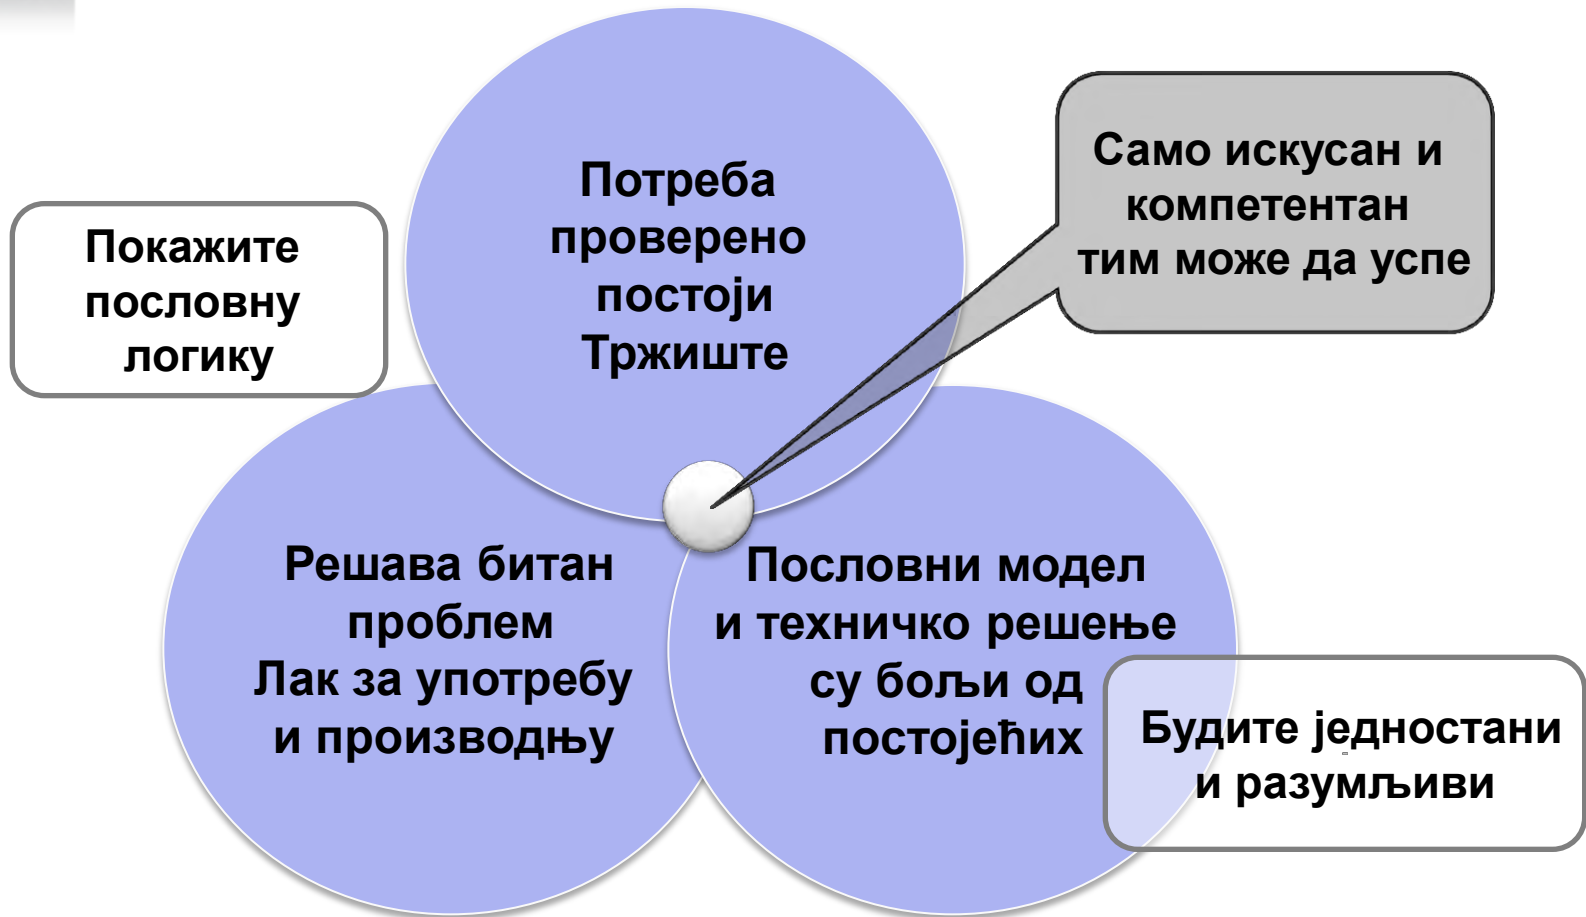 Потреба
проверено
постоји
Тржиште
Само искусан и
компетентан
тим може да успе
Покажите
пословну
логику
Решава битан
проблем
Лак за употребу
и производњу
Пословни модел
и техничко решење
су бољи од
постојећих
Будите једностани
и разумљиви